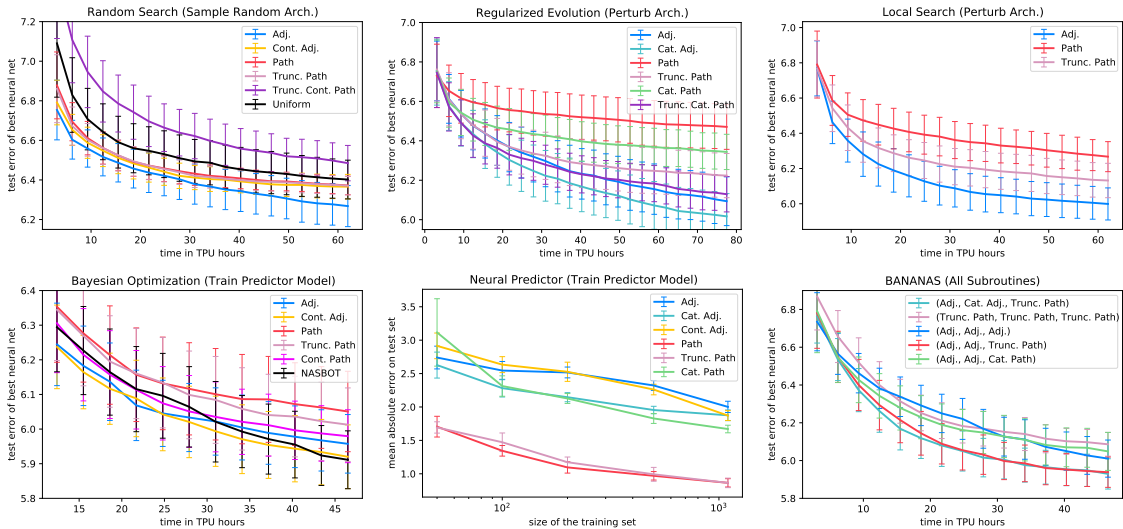 Random Search (Sample Random Arch.)
test error of best neural net
7.2
7.0
6.8
6.6
6.4
6.2
10
20
30
40
50
60
time in TPU hours
Adj.
Cont. Adj.
Path
Trunc. Path
Trunc. Cont. Path
Uniform
Regularized Evolution (Perturb Arch.)
test error of best neural net
7.0
6.8
6.6
6.4
6.2
6.0
0
10
20
30
40
50
60
70
80
time in TPU hours
Adj.
Cat. Adj.
Path
Trunc. Path
Cat. Path
Trunc. Cat. Path
Local Search (Perturb Arch.)
test error of best neural net
7.0
6.8
6.6
6.4
6.2
6.0
10
20
30
40
50
60
time in TPU hours
Adj.
Path
Trunc. Path
Bayesian Optimization (Train Predictor Model)
test error of best neural net
6.4
6.3
6.2
6.1
6.0
5.9
5.8
15
20
25
30
35
40
45
time in TPU hours
Adj.
Cont. Adj.
Path
Trunc. Path
Cont. Path
NASBOT
Neural Predictor (Train Predictor Model)
mean absolute error on test set
3.5
3.0
2.5
2.0
1.5
1.0
10²
10³
size of the training set
Adj.
Cat. Adj.
Cont. Adj.
Path
Trunc. Path
Cat. Path
BANANAS (All Subroutines)
test error of best neural net
6.8
6.6
6.4
6.2
6.0
5.8
10
20
30
40
time in TPU hours
(Adj., Cat. Adj., Trunc. Path)
(Trunc. Path, Trunc. Path, Trunc. Path)
(Adj., Adj., Adj.)
(Adj., Adj., Trunc. Path)
(Adj., Adj., Cat. Path)